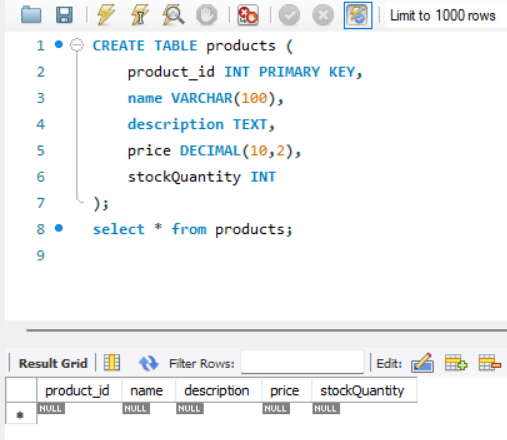 Limit to 1000 rows
1 CREATE TABLE products (
2 product_id INT PRIMARY KEY,
3 name VARCHAR(100),
4 description TEXT,
5 price DECIMAL(10,2),
6 stockQuantity INT
7 );
8 select * from products;
9
Result Grid Filter Rows: Edit:
product_id name description price stockQuantity
* NULL NULL NULL NULL NULL